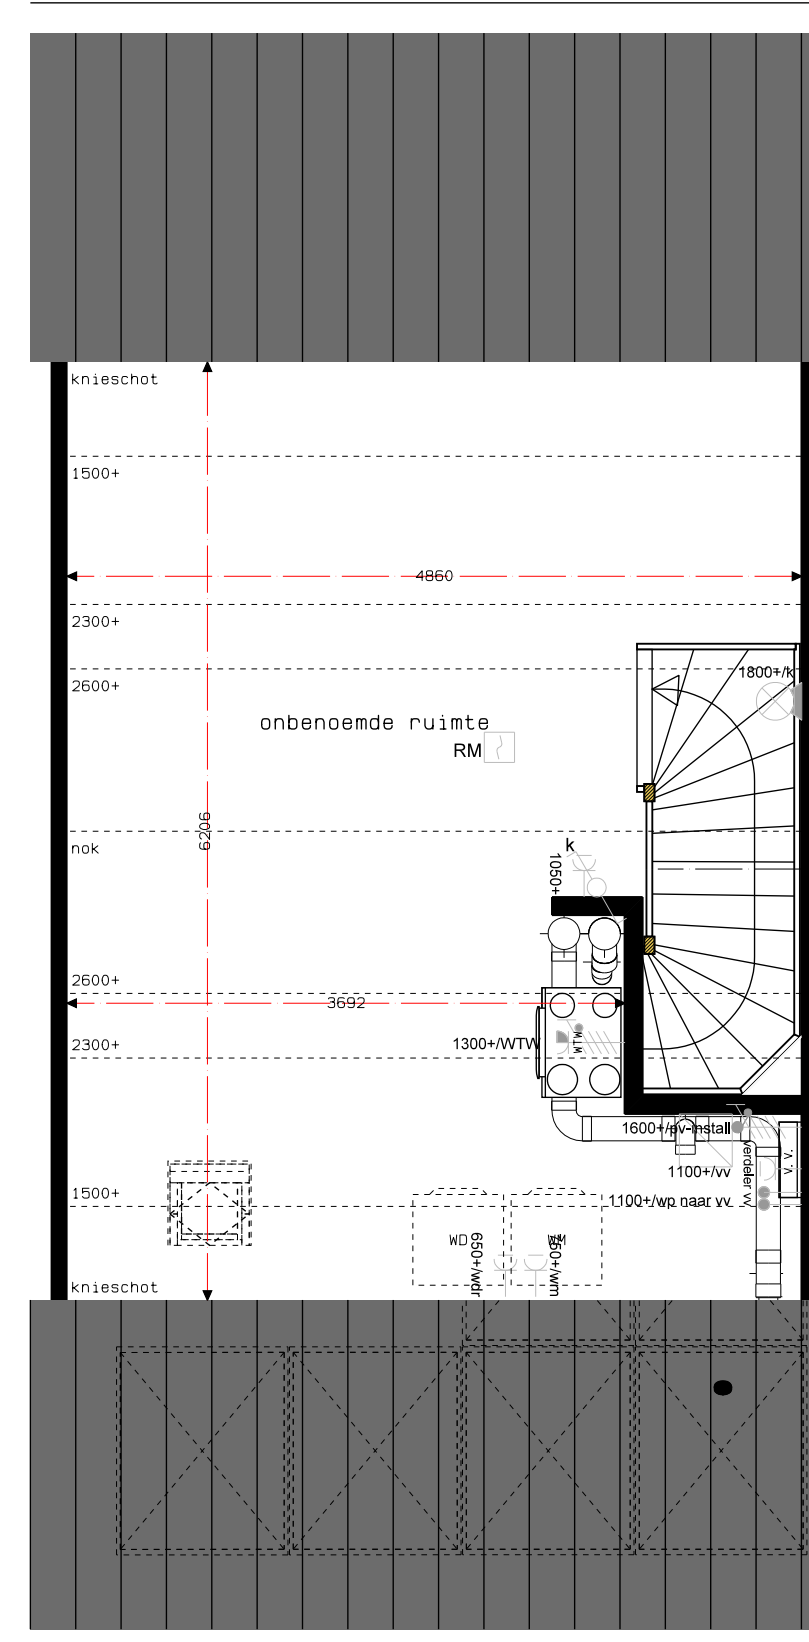 knieschot
1500+
4860
2300+
2600+
1800+/k
onbenoemde ruimte
RM
6206
nok
k
1050+
2600+
3692
2300+
1300+/WTW
WTW
1600+/pv-install
verdeler vv
v.v.
1100+/vv
1500+
1100+/wp naar vv
WD
650+/wdr
WM
650+/wm
knieschot